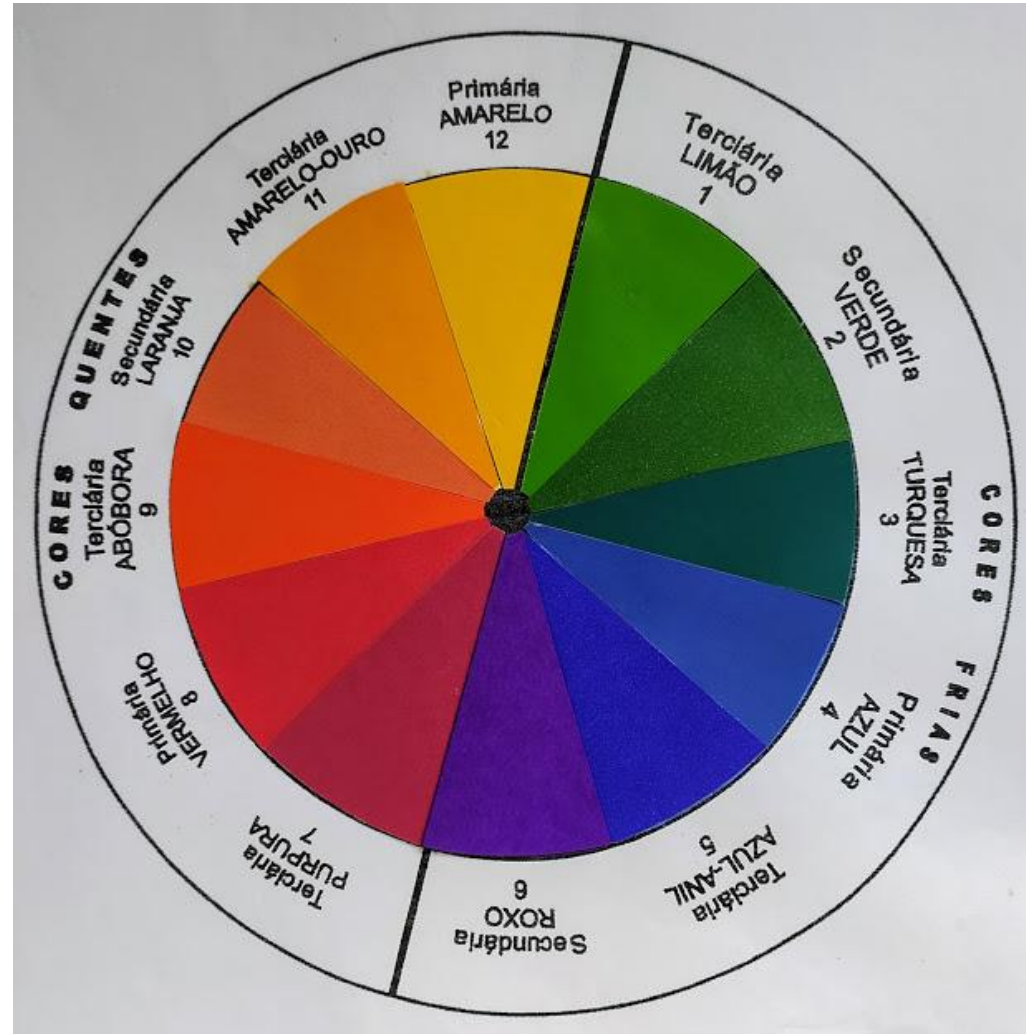 Primária
AMARELO
12
Terciária
LIMÃO
1
Secundária
VERDE
2
Terciária
TURQUESA
3
Primária
AZUL
4
Terciária
AZUL-ANIL
5
Secundária
ROXO
6
Terciária
PÚRPURA
7
Primária
VERMELHO
8
Terciária
ABÓBORA
9
Secundária
LARANJA
10
Terciária
AMARELO-OURO
11
CORES QUENTES
CORES FRIAS